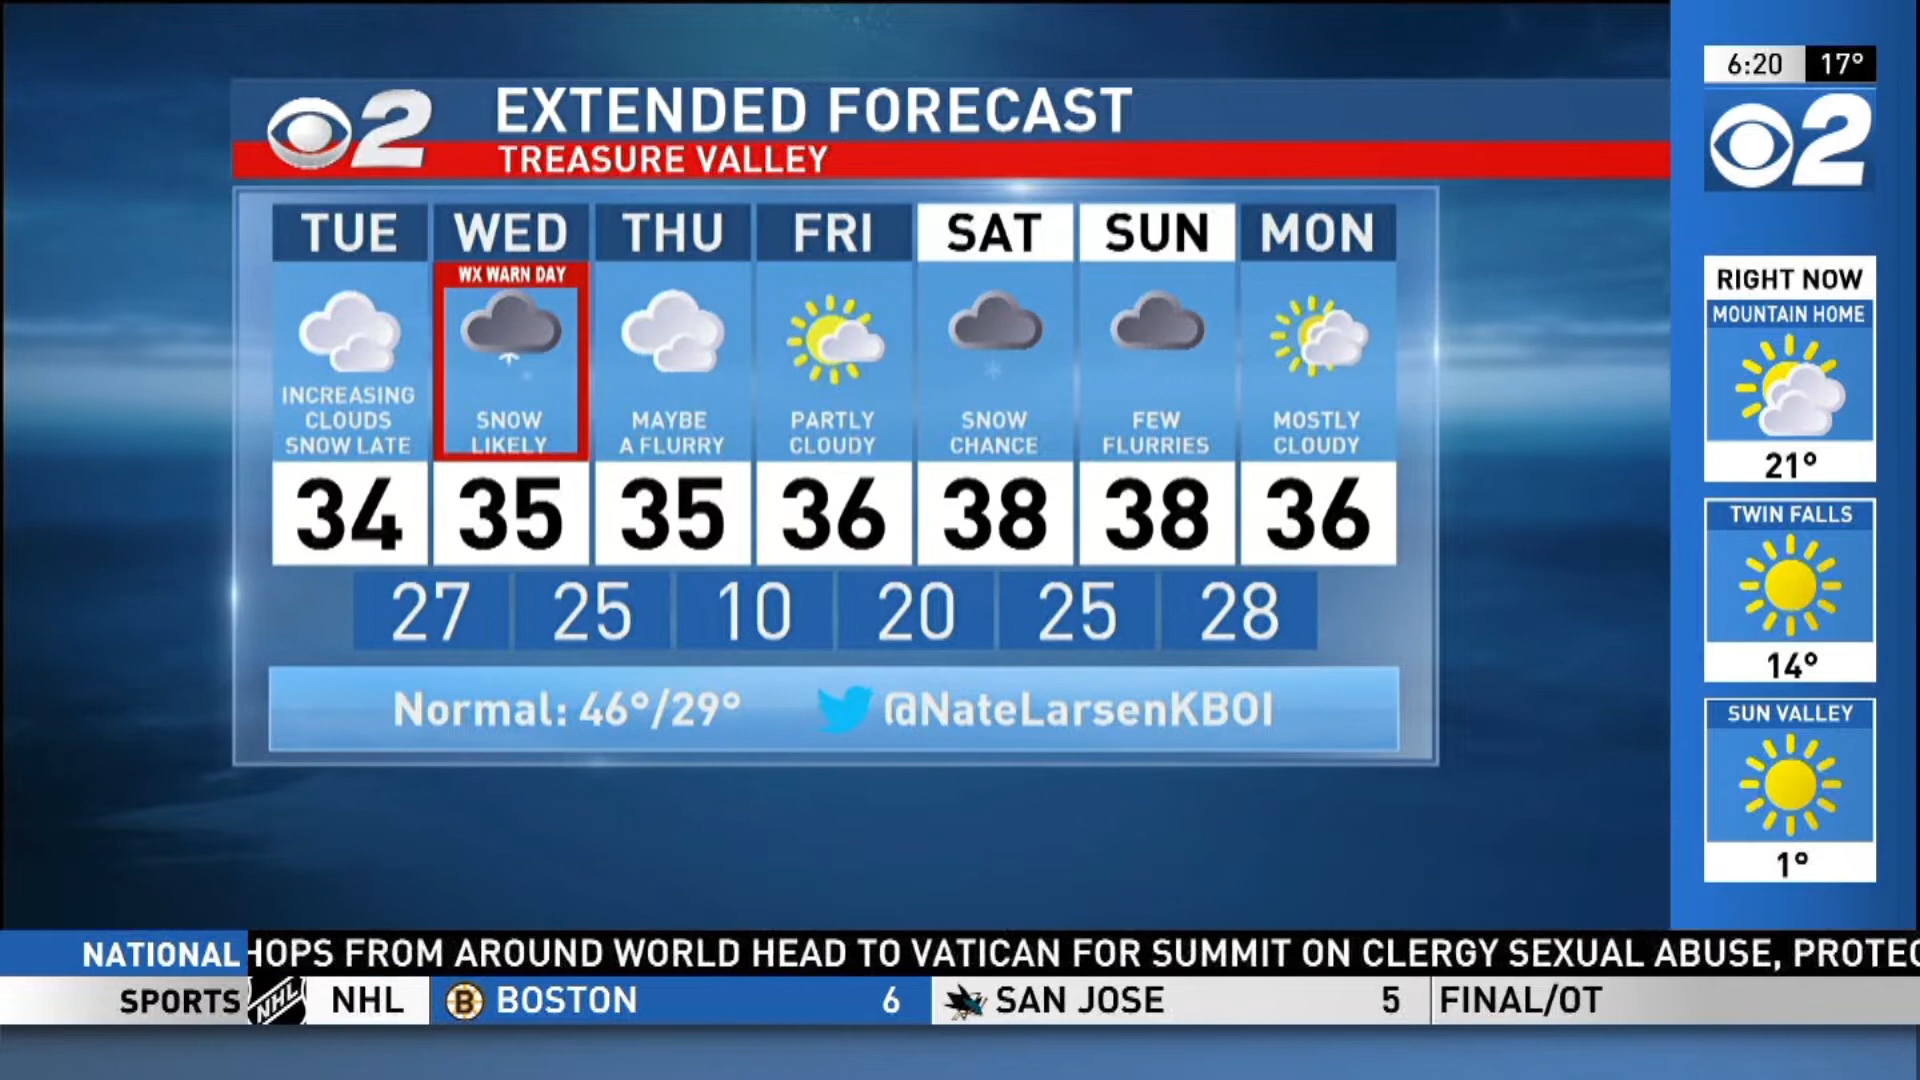 6:20 17°
2 EXTENDED FORECAST
TREASURE VALLEY
2
TUE WED THU FRI SAT SUN MON
WX WARN DAY
INCREASING
CLOUDS
SNOW LATE
SNOW
LIKELY
MAYBE
A FLURRY
PARTLY
CLOUDY
SNOW
CHANCE
FEW
FLURRIES
MOSTLY
CLOUDY
34 35 35 36 38 38 36
27 25 10 20 25 28
Normal: 46°/29° @NateLarsenKBOI
RIGHT NOW
MOUNTAIN HOME
21°
TWIN FALLS
14°
SUN VALLEY
1°
NATIONAL HOPS FROM AROUND WORLD HEAD TO VATICAN FOR SUMMIT ON CLERGY SEXUAL ABUSE, PROTEC
SPORTS NHL NHL B BOSTON 6 SAN JOSE 5 FINAL/OT